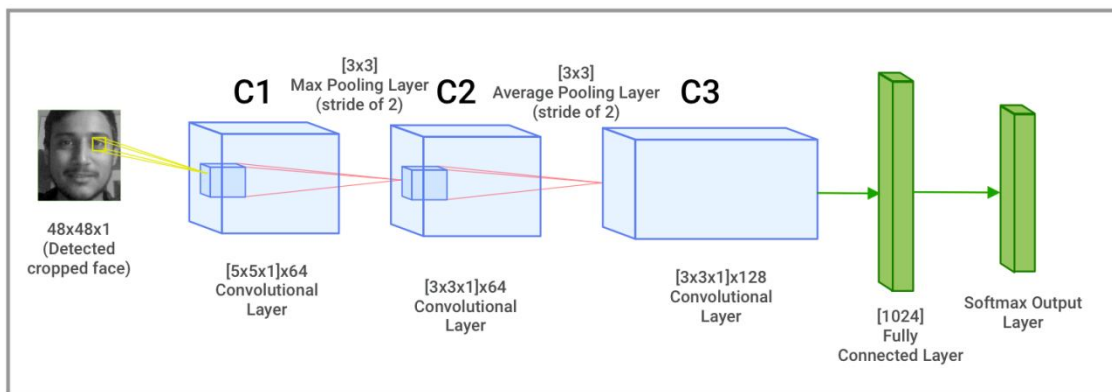 48x48x1
(Detected
cropped face)
C1
[5x5x1]x64
Convolutional
Layer
[3x3]
Max Pooling Layer
(stride of 2)
C2
[3x3x1]x64
Convolutional
Layer
[3x3]
Average Pooling Layer
(stride of 2)
C3
[3x3x1]x128
Convolutional
Layer
[1024]
Fully
Connected Layer
Softmax Output
Layer